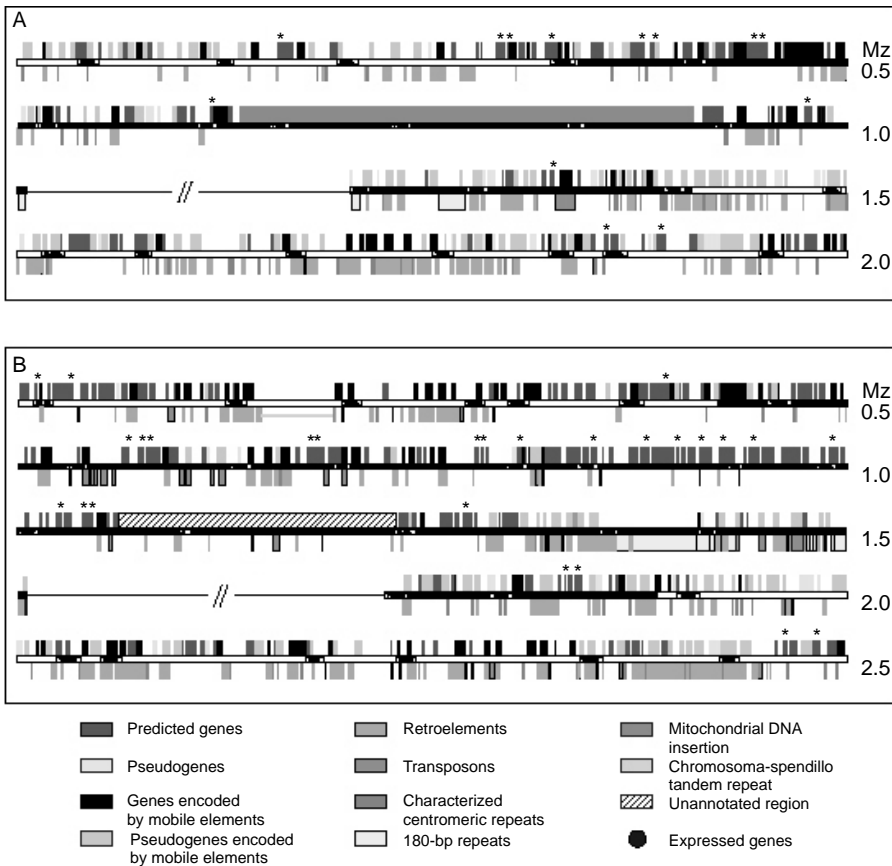 A
* * * * * * * *
Mz
0.5
* *
1.0
*
//
1.5
* *
2.0
B
* * *
Mz
0.5
* * * * * * * * * * * * * * *
1.0
* * * *
1.5
* *
//
2.0
* *
2.5
Predicted genes
Pseudogenes
Genes encoded
by mobile elements
Pseudogenes encoded
by mobile elements
Retroelements
Transposons
Characterized
centromeric repeats
180-bp repeats
Mitochondrial DNA
insertion
Chromosoma-spendillo
tandem repeat
Unannotated region
Expressed genes